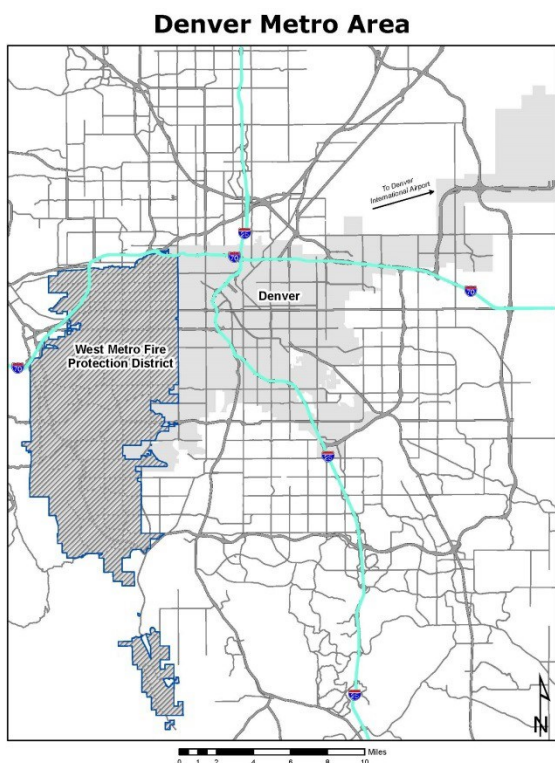 Denver Metro Area
To Denver
International Airport
25
70
Denver
70
West Metro Fire
Protection District
70
25
25
N
Miles
0 1 2 4 6 8 10